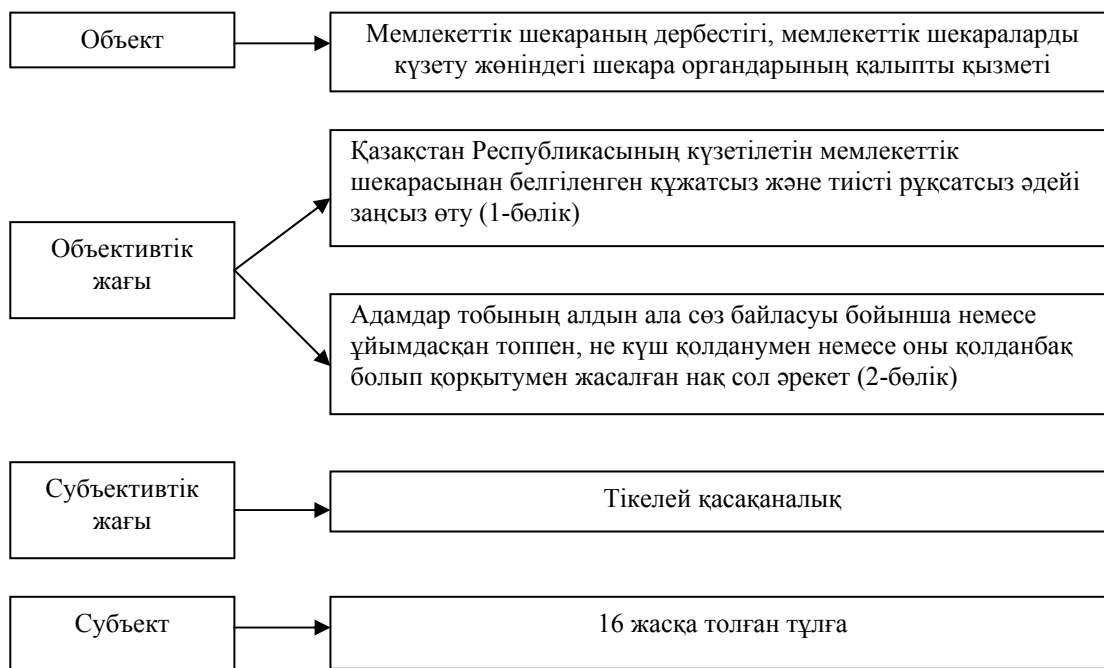 Объект
Мемлекеттік шекараның дербестігі, мемлекеттік шекараларды
күзету жөніндегі шекара органдарының қалыпты қызметі
Объективтік
жағы
Қазақстан Республикасының күзетілетін мемлекеттік
шекарасынан белгіленген құжатсыз және тиісті рұқсатсыз әдейі
заңсыз өту (1-бөлік)
Адамдар тобының алдын ала сөз байласуы бойынша немесе
ұйымдасқан топпен, не күш қолданумен немесе оны қолданбақ
болып қорқытумен жасалған нақ сол әрекет (2-бөлік)
Субъективтік
жағы
Тікелей қасақаналық
Субъект
16 жасқа толған тұлға